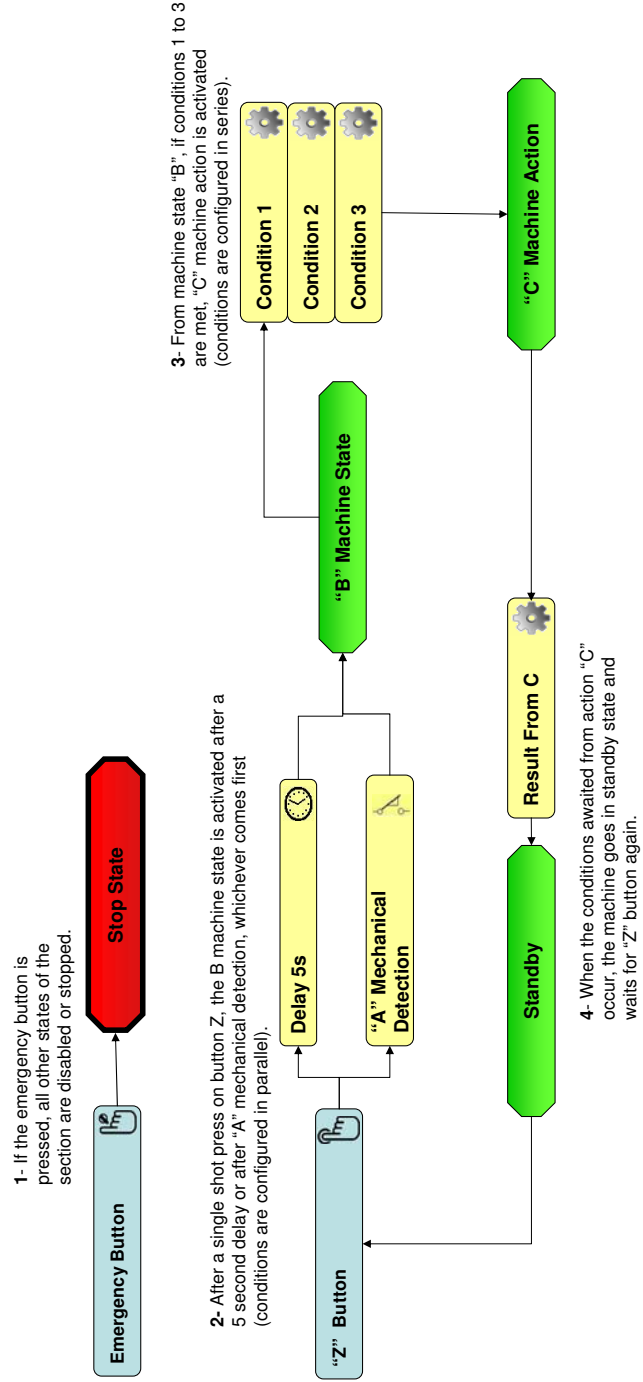 1- If the emergency button is
pressed, all other states of the
section are disabled or stopped.
Emergency Button
Stop State
2- After a single shot press on button Z, the B machine state is activated after a
5 second delay or after “A” mechanical detection, whichever comes first
(conditions are configured in parallel).
“Z” Button
Delay 5s
“A” Mechanical
Detection
“B” Machine State
3- From machine state “B”, if conditions 1 to 3
are met, “C” machine action is activated
(conditions are configured in series).
Condition 1
Condition 2
Condition 3
“C” Machine Action
Result From C
Standby
4- When the conditions awaited from action “C”
occur, the machine goes in standby state and
waits for “Z” button again.